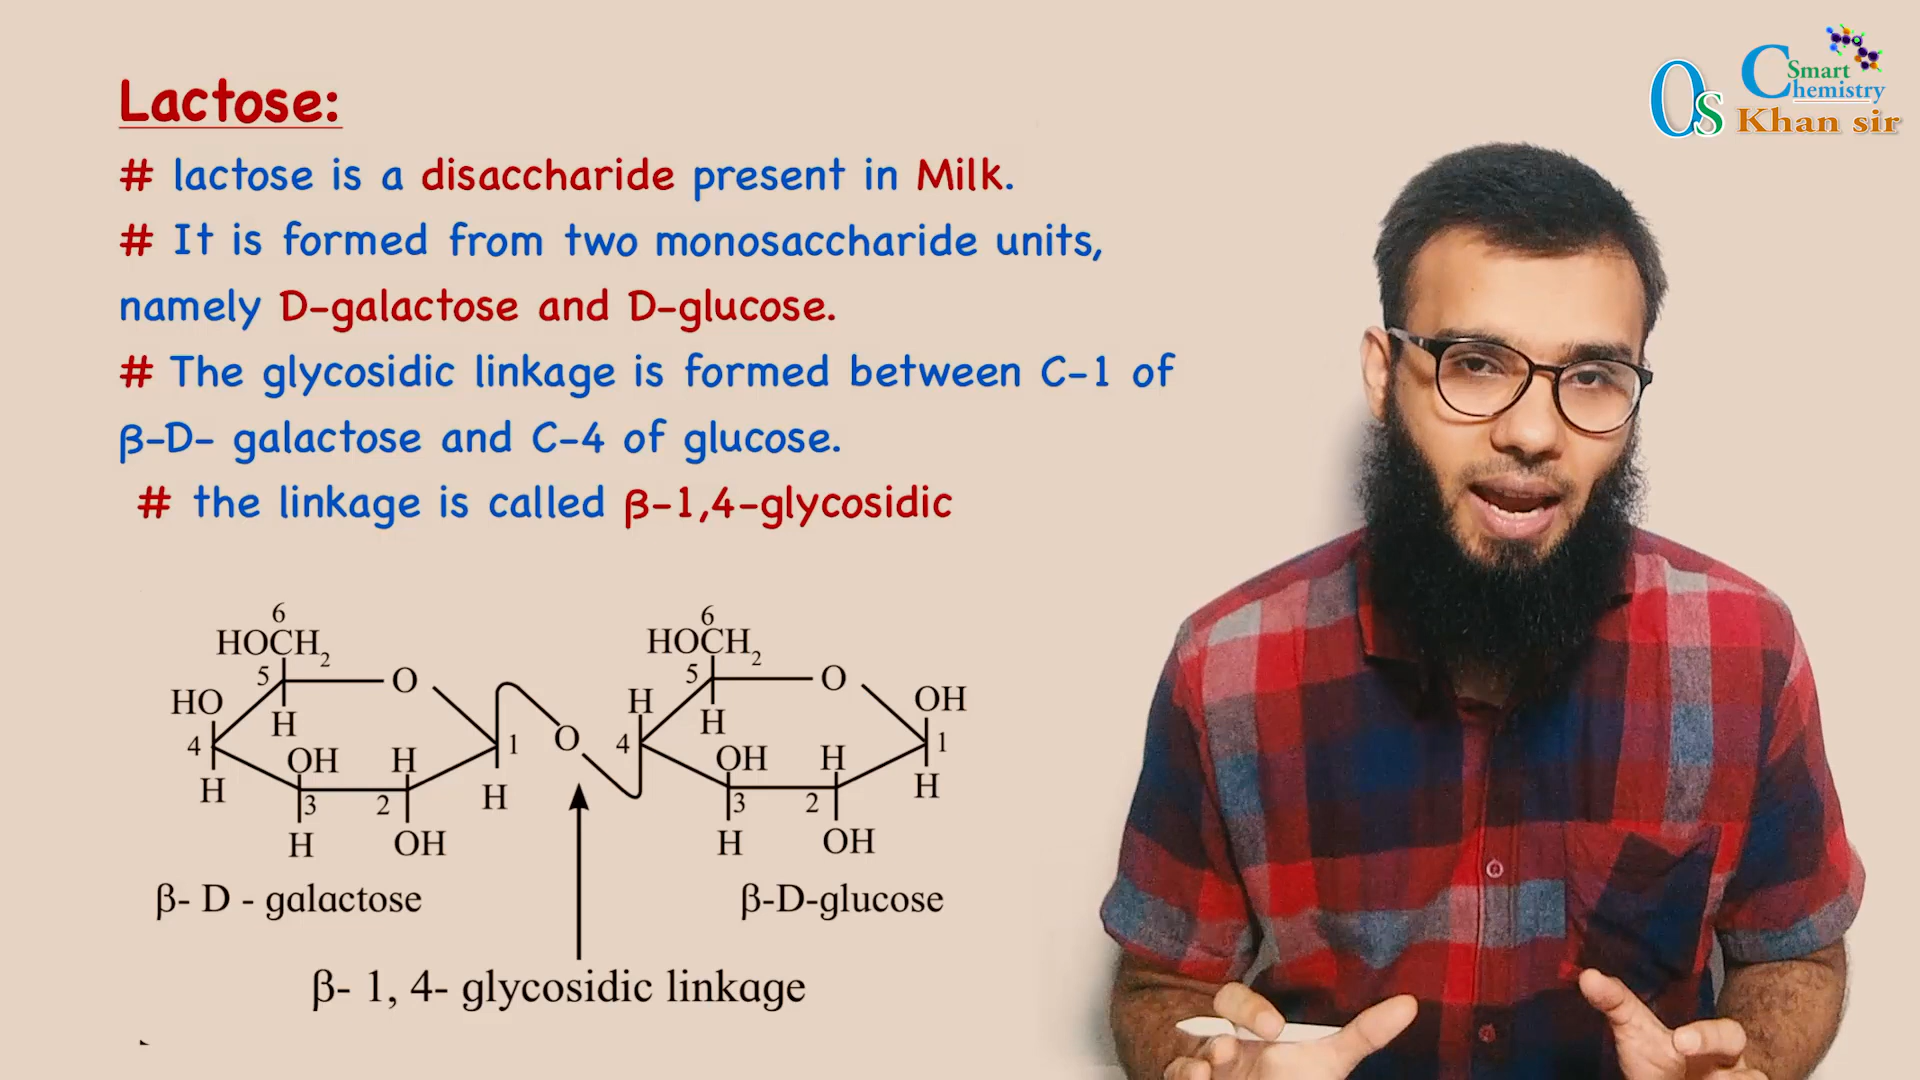 Lactose:
# lactose is a disaccharide present in Milk.
# It is formed from two monosaccharide units,
namely D-galactose and D-glucose.
# The glycosidic linkage is formed between C-1 of
β-D- galactose and C-4 of glucose.
# the linkage is called β-1,4-glycosidic
Os Smart Chemistry
Khan sir
6 6
HOCH2 HOCH2
5 O 5 O
HO H OH
H H
4 1 O 4 1
OH H OH H
H H H
3 2 3 2
H OH H OH
β- D - galactose β-D-glucose
β- 1, 4- glycosidic linkage